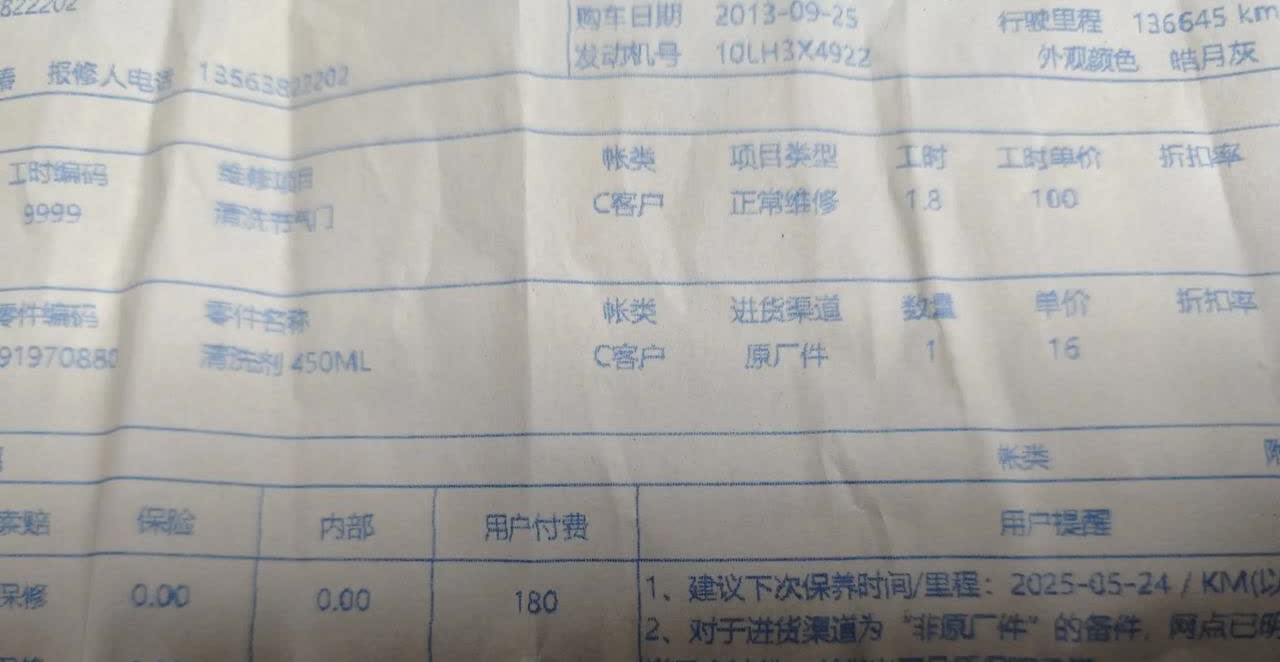 822202 购车日期 2013-09-25 行驶里程 136645 km
报修人电话 13563822202 发动机号 10LH3X4922 外观颜色 皓月灰
工时编码 维修项目 帐类 项目类型 工时 工时单价 折扣率
9999 清洗节气门 C客户 正常维修 1.8 100
零件编码 零件名称 帐类 进货渠道 数量 单价 折扣率
91970880 清洗剂 450ML C客户 原厂件 1 16
帐类
索赔 保险 内部 用户付费 用户提醒
保修 0.00 0.00 180 1、建议下次保养时间/里程：2025-05-24 / KM(以
2、对于进货渠道为“非原厂件”的备件，网点已明